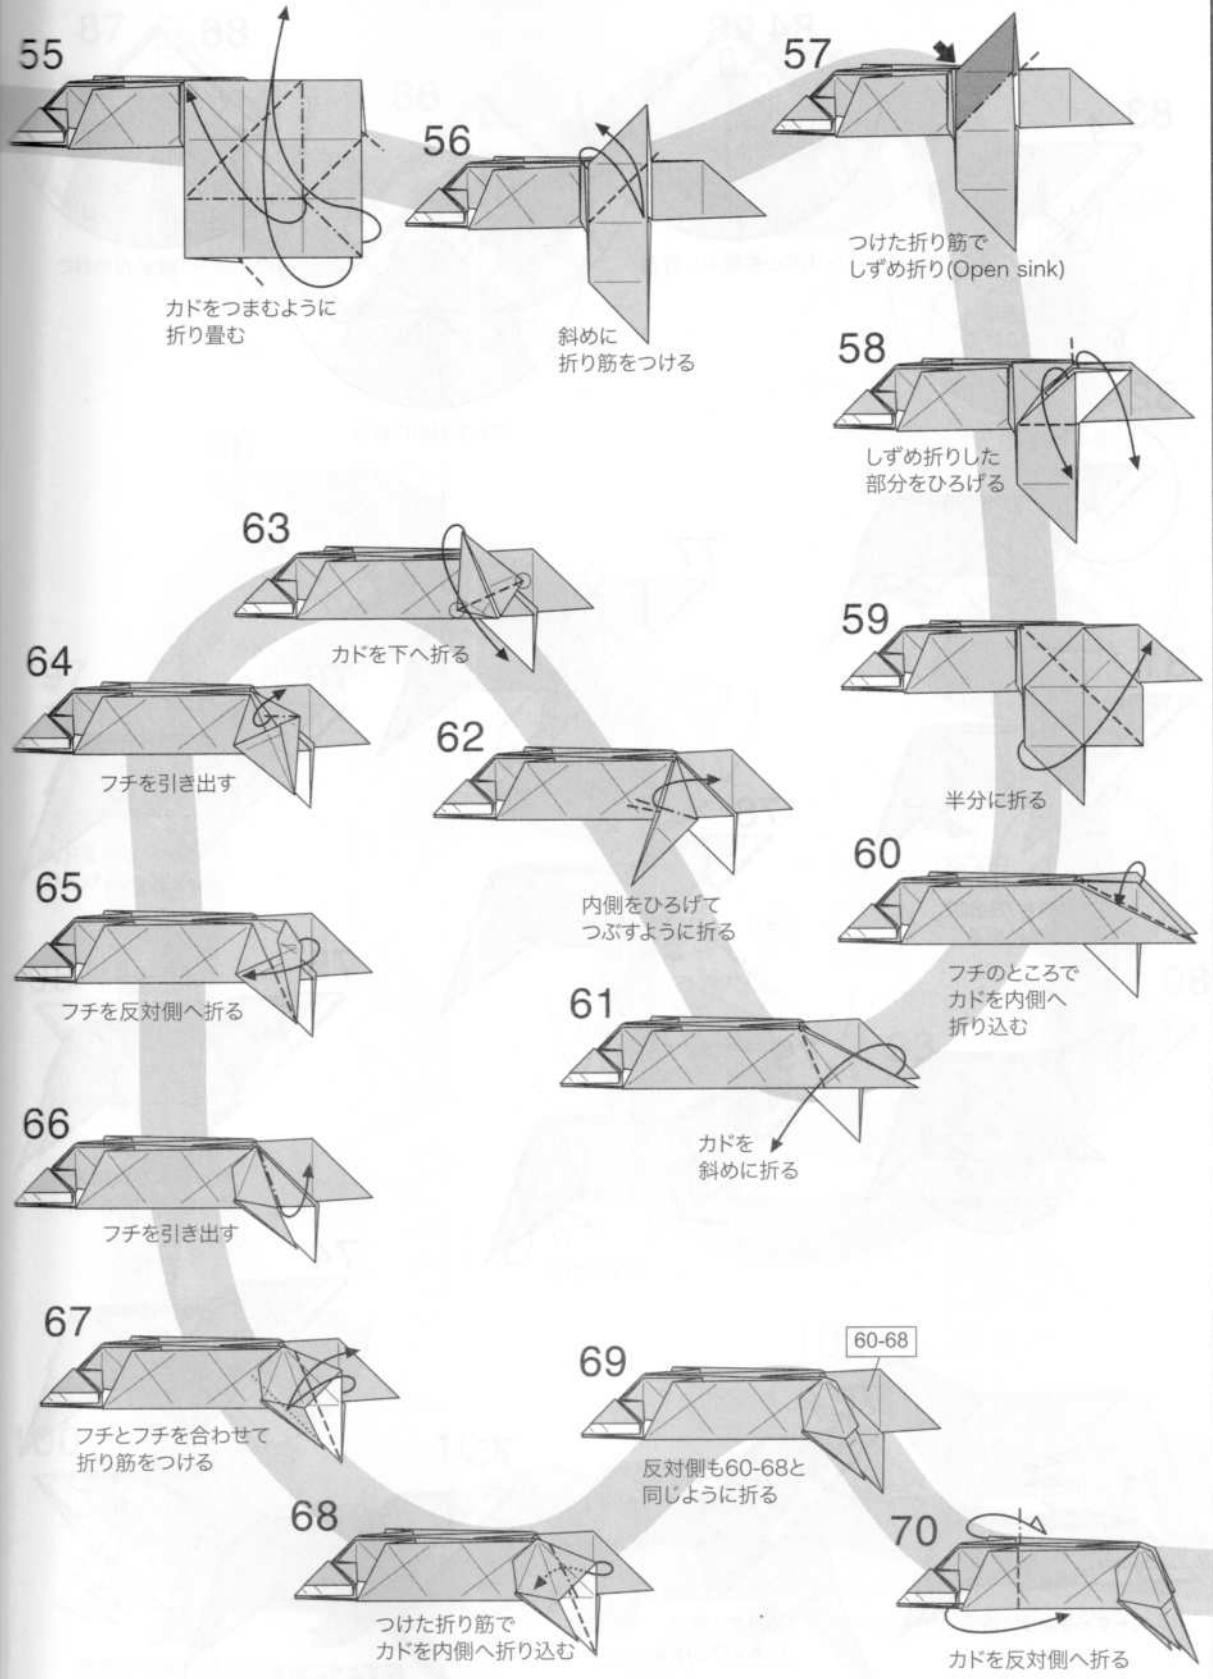 55
カドをつまむように
折り畳む
56
斜めに
折り筋をつける
57
つけた折り筋で
しずめ折り(Open sink)
58
しずめ折りした
部分をひろげる
59
半分に折る
60
フチのところで
カドを内側へ
折り込む
61
カドを
斜めに折る
62
内側をひろげて
つぶすように折る
63
カドを下へ折る
64
フチを引き出す
65
フチを反対側へ折る
66
フチを引き出す
67
フチとフチを合わせて
折り筋をつける
68
つけた折り筋で
カドを内側へ折り込む
69
60-68
反対側も60-68と
同じように折る
70
カドを反対側へ折る